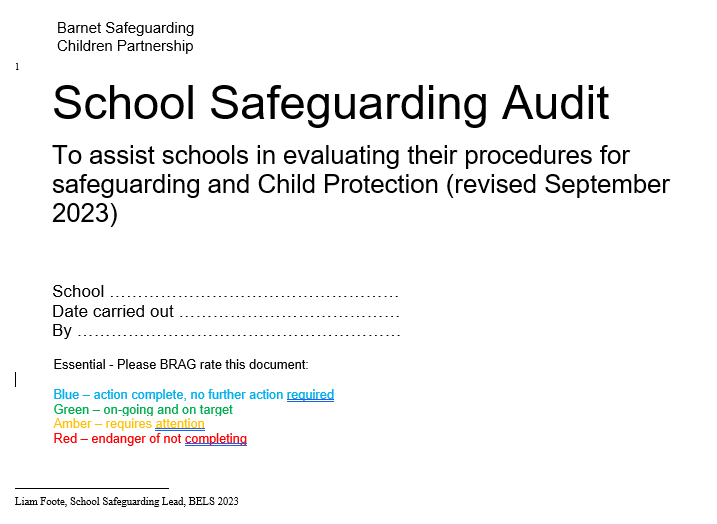 Barnet Safeguarding
Children Partnership
1
School Safeguarding Audit
To assist schools in evaluating their procedures for
safeguarding and Child Protection (revised September
2023)
School ……………………………………………
Date carried out …………………………………
By …………………………………………………
Essential - Please BRAG rate this document:
Blue – action complete, no further action required
Green – on-going and on target
Amber – requires attention
Red – endanger of not completing
Liam Foote, School Safeguarding Lead, BELS 2023